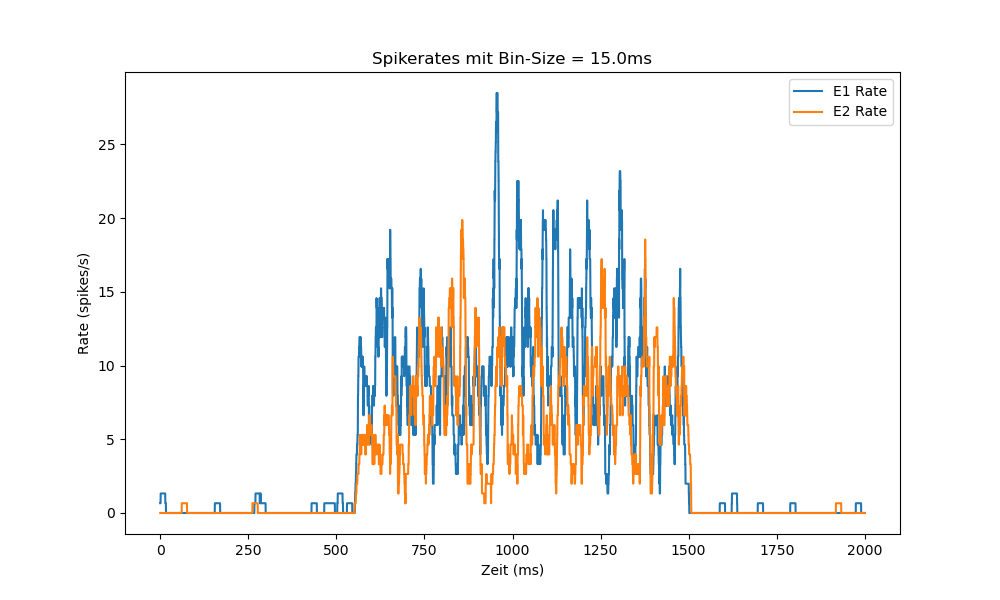 Spikerates mit Bin-Size = 15.0ms
E1 Rate
E2 Rate
Rate (spikes/s)
25
20
15
10
5
0
0 250 500 750 1000 1250 1500 1750 2000
Zeit (ms)